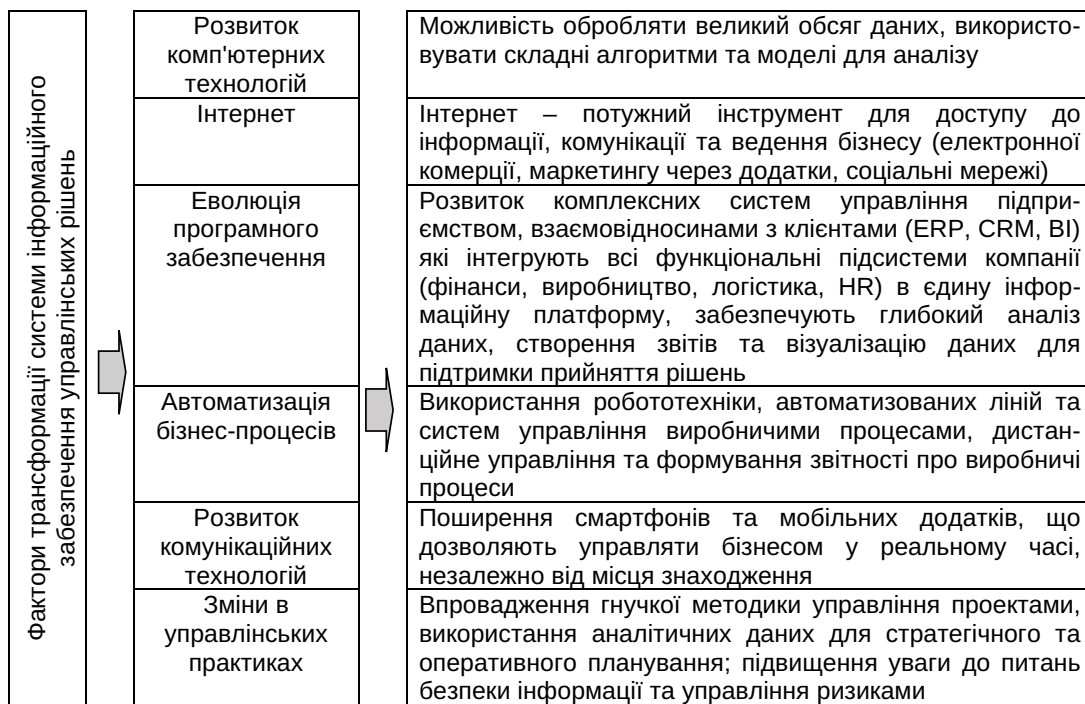 Фактори трансформації системи інформаційного
забезпечення управлінських рішень
Розвиток
комп'ютерних
технологій
Можливість обробляти великий обсяг даних, використо-
вувати складні алгоритми та моделі для аналізу
Інтернет
Інтернет – потужний інструмент для доступу до
інформації, комунікації та ведення бізнесу (електронної
комерції, маркетингу через додатки, соціальні мережі)
Еволюція
програмного
забезпечення
Розвиток комплексних систем управління підпри-
ємством, взаємовідносинами з клієнтами (ERP, CRM, BI)
які інтегрують всі функціональні підсистеми компанії
(фінанси, виробництво, логістика, HR) в єдину інфор-
маційну платформу, забезпечують глибокий аналіз
даних, створення звітів та візуалізацію даних для
підтримки прийняття рішень
Автоматизація
бізнес-процесів
Використання робототехніки, автоматизованих ліній та
систем управління виробничими процесами, дистан-
ційне управління та формування звітності про виробничі
процеси
Розвиток
комунікаційних
технологій
Поширення смартфонів та мобільних додатків, що
дозволяють управляти бізнесом у реальному часі,
незалежно від місця знаходження
Зміни в
управлінських
практиках
Впровадження гнучкої методики управління проектами,
використання аналітичних даних для стратегічного та
оперативного планування; підвищення уваги до питань
безпеки інформації та управління ризиками